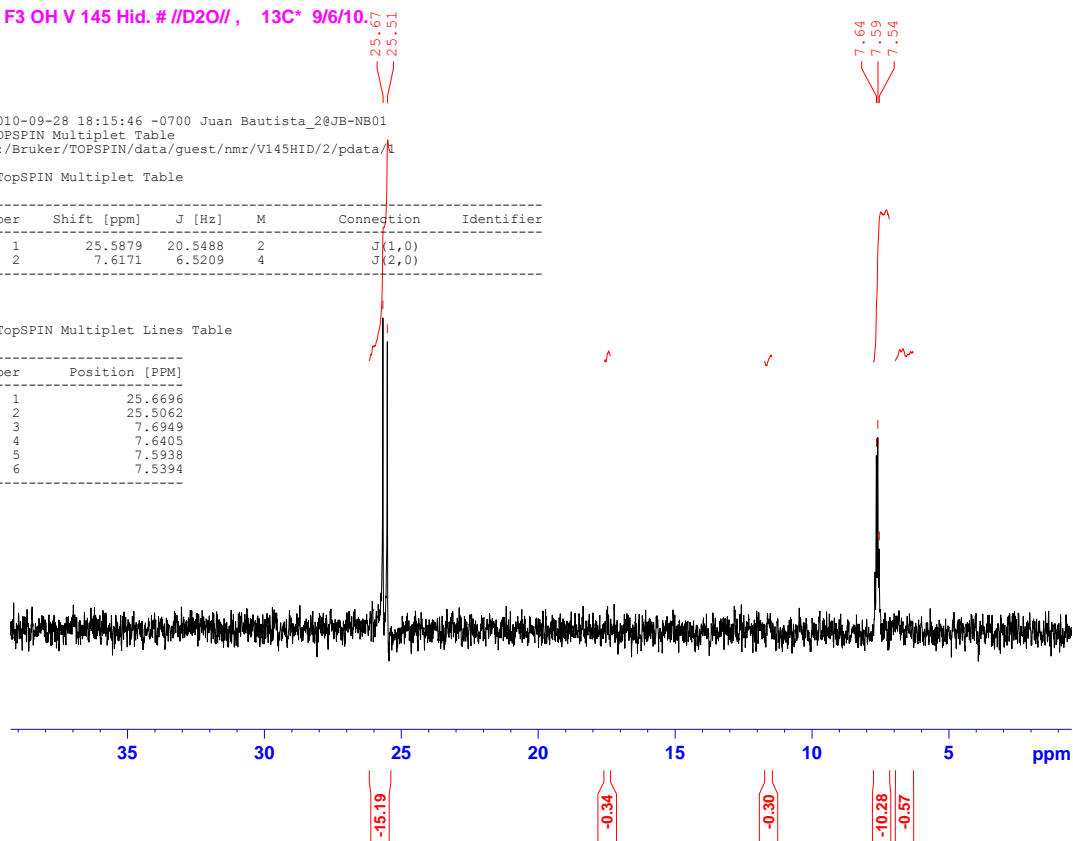 F3 OH V 145 Hid. # //D2O// , 13C* 9/6/10.
25.67
25.51
7.64
7.59
7.54
010-09-28 18:15:46 -0700 Juan Bautista_2@JB-NB01
OPSPIN Multiplet Table
:/Bruker/TOPSPIN/data/guest/nmr/V145HID/2/pdata/1
TopSPIN Multiplet Table
ber Shift [ppm] J [Hz] M Connection Identifier
1 25.5879 20.5488 2 J(1,0)
2 7.6171 6.5209 4 J(2,0)
TopSPIN Multiplet Lines Table
ber Position [PPM]
1 25.6696
2 25.5062
3 7.6949
4 7.6405
5 7.5938
6 7.5394
35 30 25 20 15 10 5 ppm
-15.19
-0.34
-0.30
-10.28
-0.57